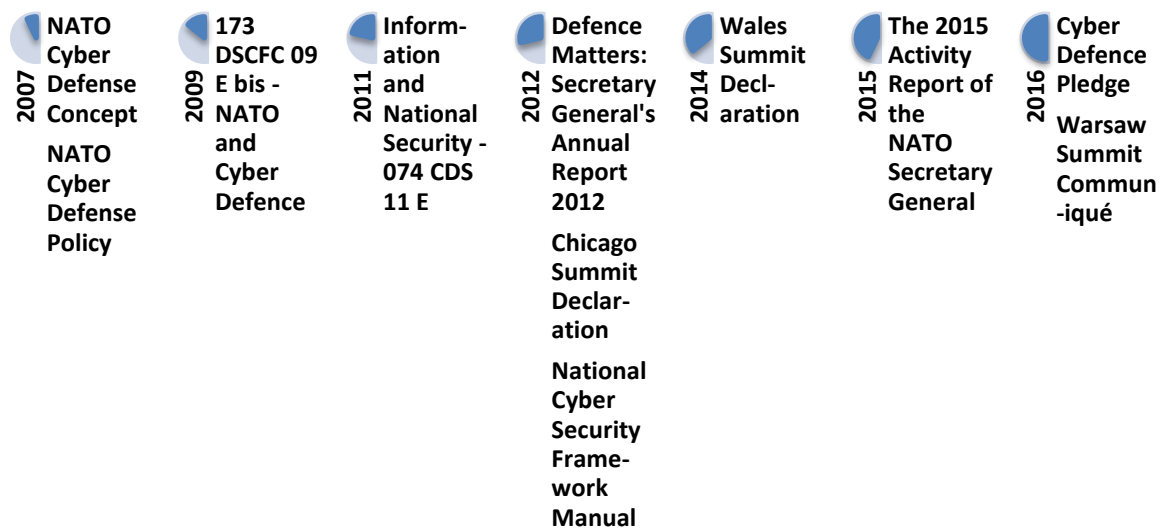 2007
NATO
Cyber
Defense
Concept
NATO
Cyber
Defense
Policy
2009
173
DSCFC 09
E bis -
NATO
and
Cyber
Defence
2011
Inform-
ation
and
National
Security -
074 CDS
11 E
2012
Defence
Matters:
Secretary
General's
Annual
Report
2012
Chicago
Summit
Declar-
ation
National
Cyber
Security
Frame-
work
Manual
2014
Wales
Summit
Decl-
aration
2015
The 2015
Activity
Report of
the
NATO
Secretary
General
2016
Cyber
Defence
Pledge
Warsaw
Summit
Commun
-iqué